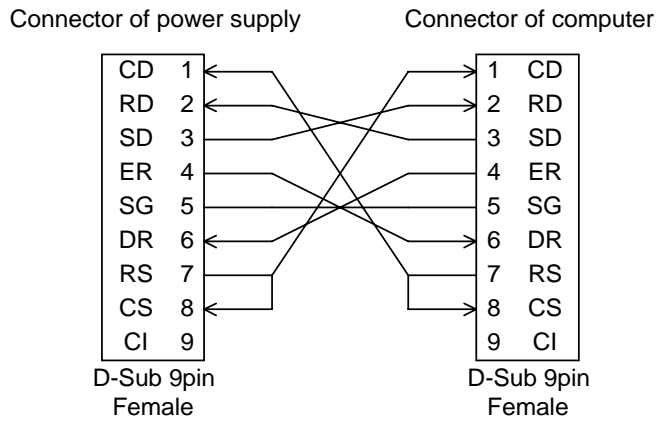 Connector of power supply
Connector of computer
CD 1
RD 2
SD 3
ER 4
SG 5
DR 6
RS 7
CS 8
CI 9
D-Sub 9pin
Female
1 CD
2 RD
3 SD
4 ER
5 SG
6 DR
7 RS
8 CS
9 CI
D-Sub 9pin
Female